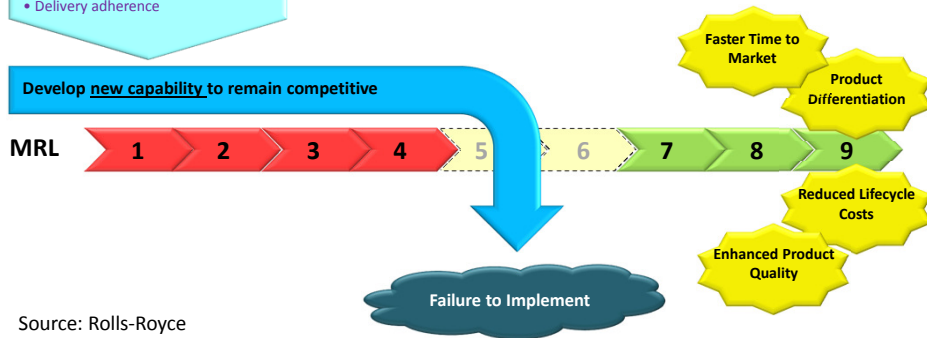 • Delivery adherence
Faster Time to
Market
Product
Differentiation
Develop new capability to remain competitive
MRL 1 2 3 4 5 6 7 8 9
Reduced Lifecycle
Costs
Enhanced Product
Quality
Failure to Implement
Source: Rolls-Royce